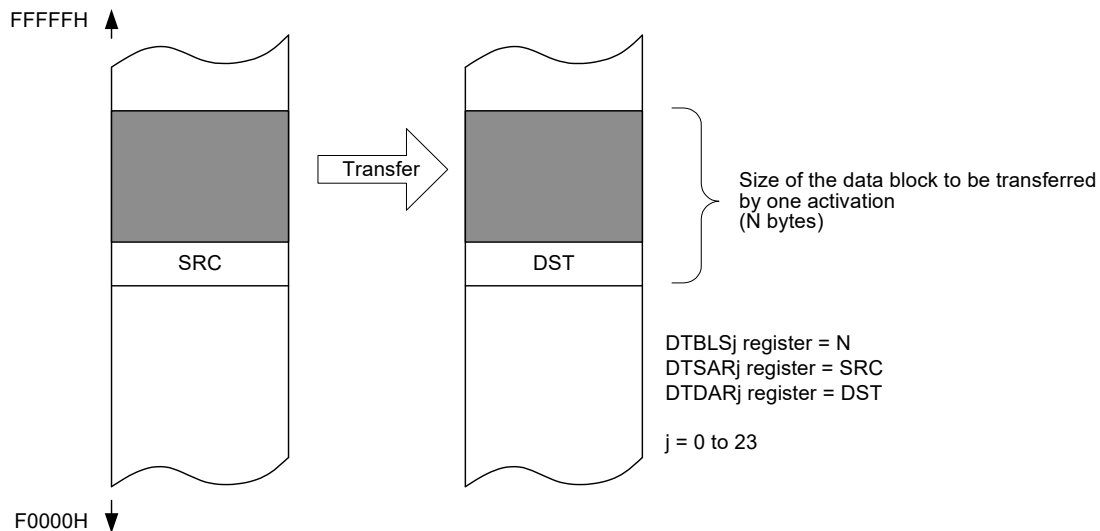 FFFFFH
Transfer
Size of the data block to be transferred
by one activation
(N bytes)
SRC
DST
DTBLSj register = N
DTSARj register = SRC
DTDARj register = DST
j = 0 to 23
F0000H